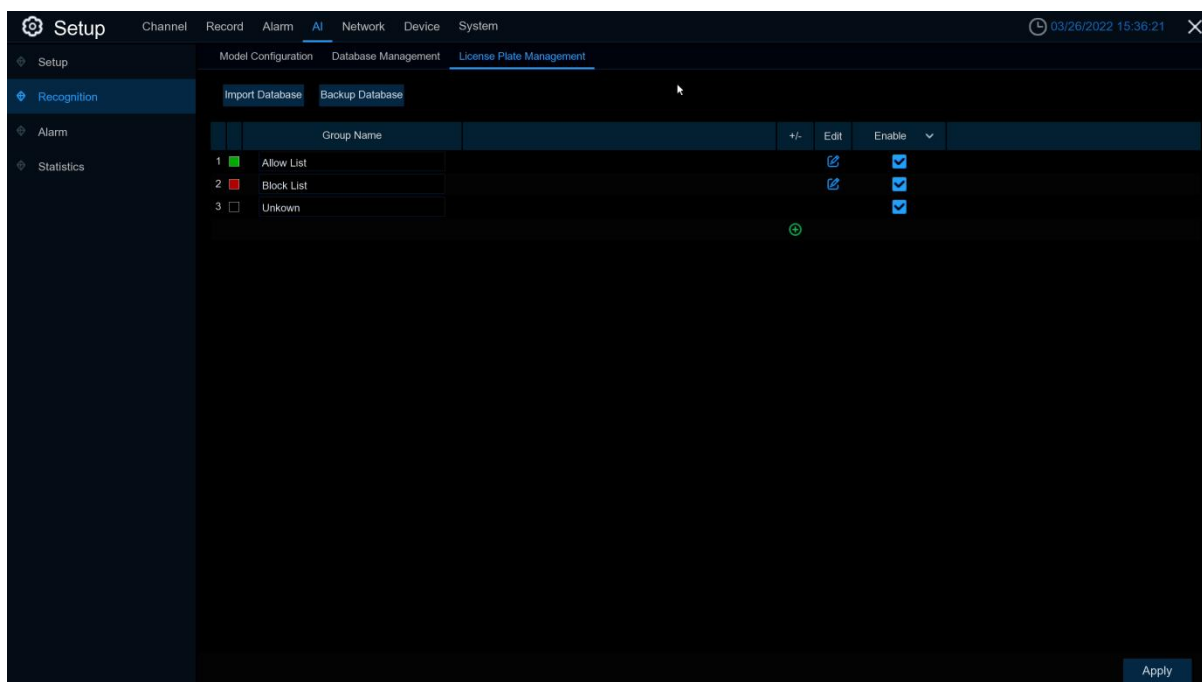 Setup Channel Record Alarm AI Network Device System 03/26/2022 15:36:21
Setup Model Configuration Database Management License Plate Management
Recognition Import Database Backup Database
Alarm Group Name +/- Edit Enable
1 Allow List
Statistics
2 Block List
3 Unkown
Apply